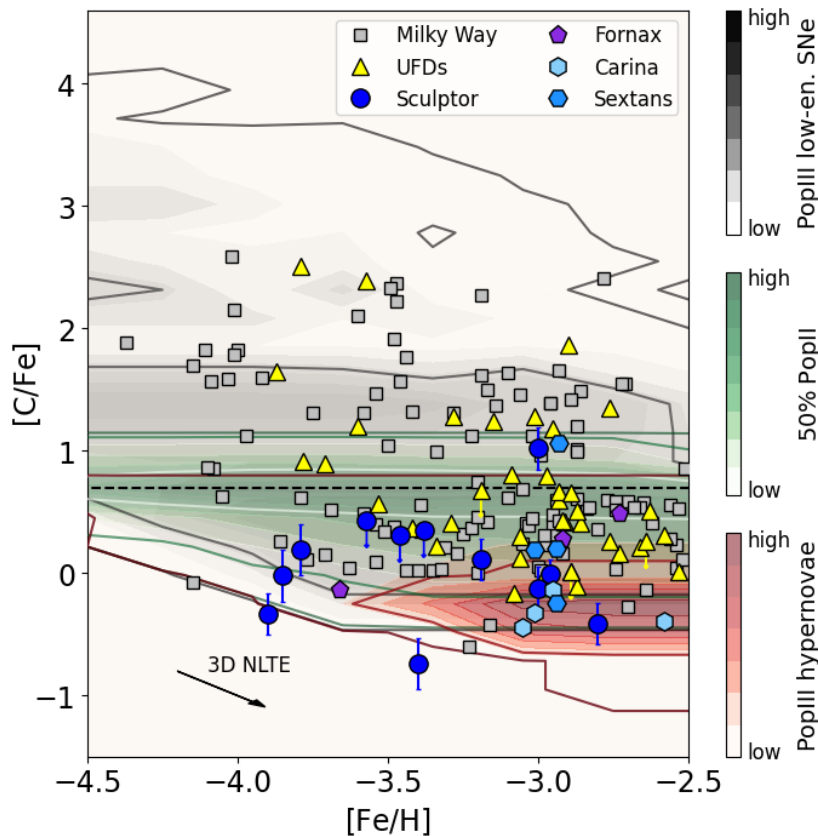 Milky Way
UFDs
Sculptor
Fornax
Carina
Sextans
4
3
2
1
0
−1
[C/Fe]
3D NLTE
−4.5
−4.0
−3.5
−3.0
−2.5
[Fe/H]
high
low
PopIII low-en. SNe
high
low
50% PopII
high
low
PopIII hypernovae